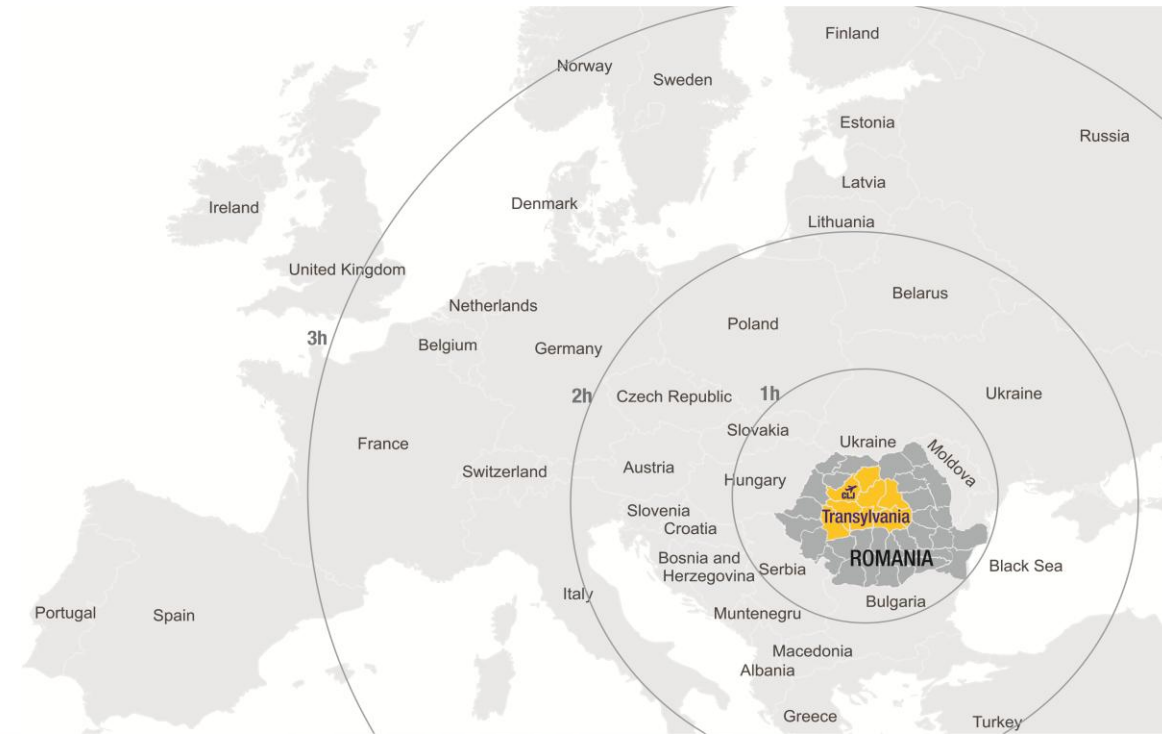 Finland
Norway
Sweden
Estonia
Russia
Latvia
Ireland
Denmark
Lithuania
United Kingdom
Belarus
Netherlands
Poland
3h
Belgium
Germany
2h
Czech Republic
1h
Ukraine
Slovakia
France
Ukraine
Moldova
Switzerland
Austria
Hungary
CLJ
Slovenia
Transylvania
Croatia
Bosnia and
Herzegovina
ROMANIA
Serbia
Black Sea
Italy
Bulgaria
Portugal
Spain
Muntenegru
Macedonia
Albania
Greece
Turkey